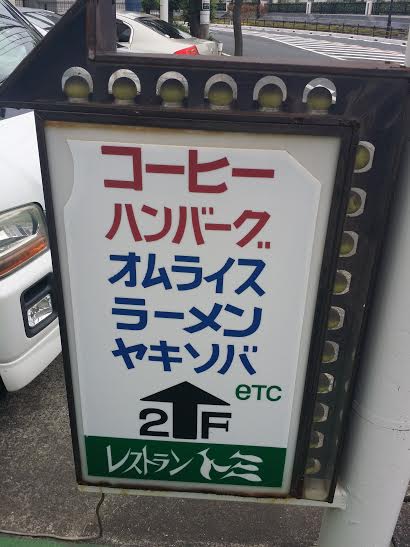 コーヒー
ハンバーグ
オムライス
ラーメン
ヤキソバ
eTC
2F
レストラン トミ